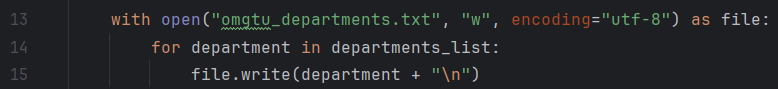 13 with open("omgtu_departments.txt", "w", encoding="utf-8") as file:
14 for department in departments_list:
15 file.write(department + "\n")